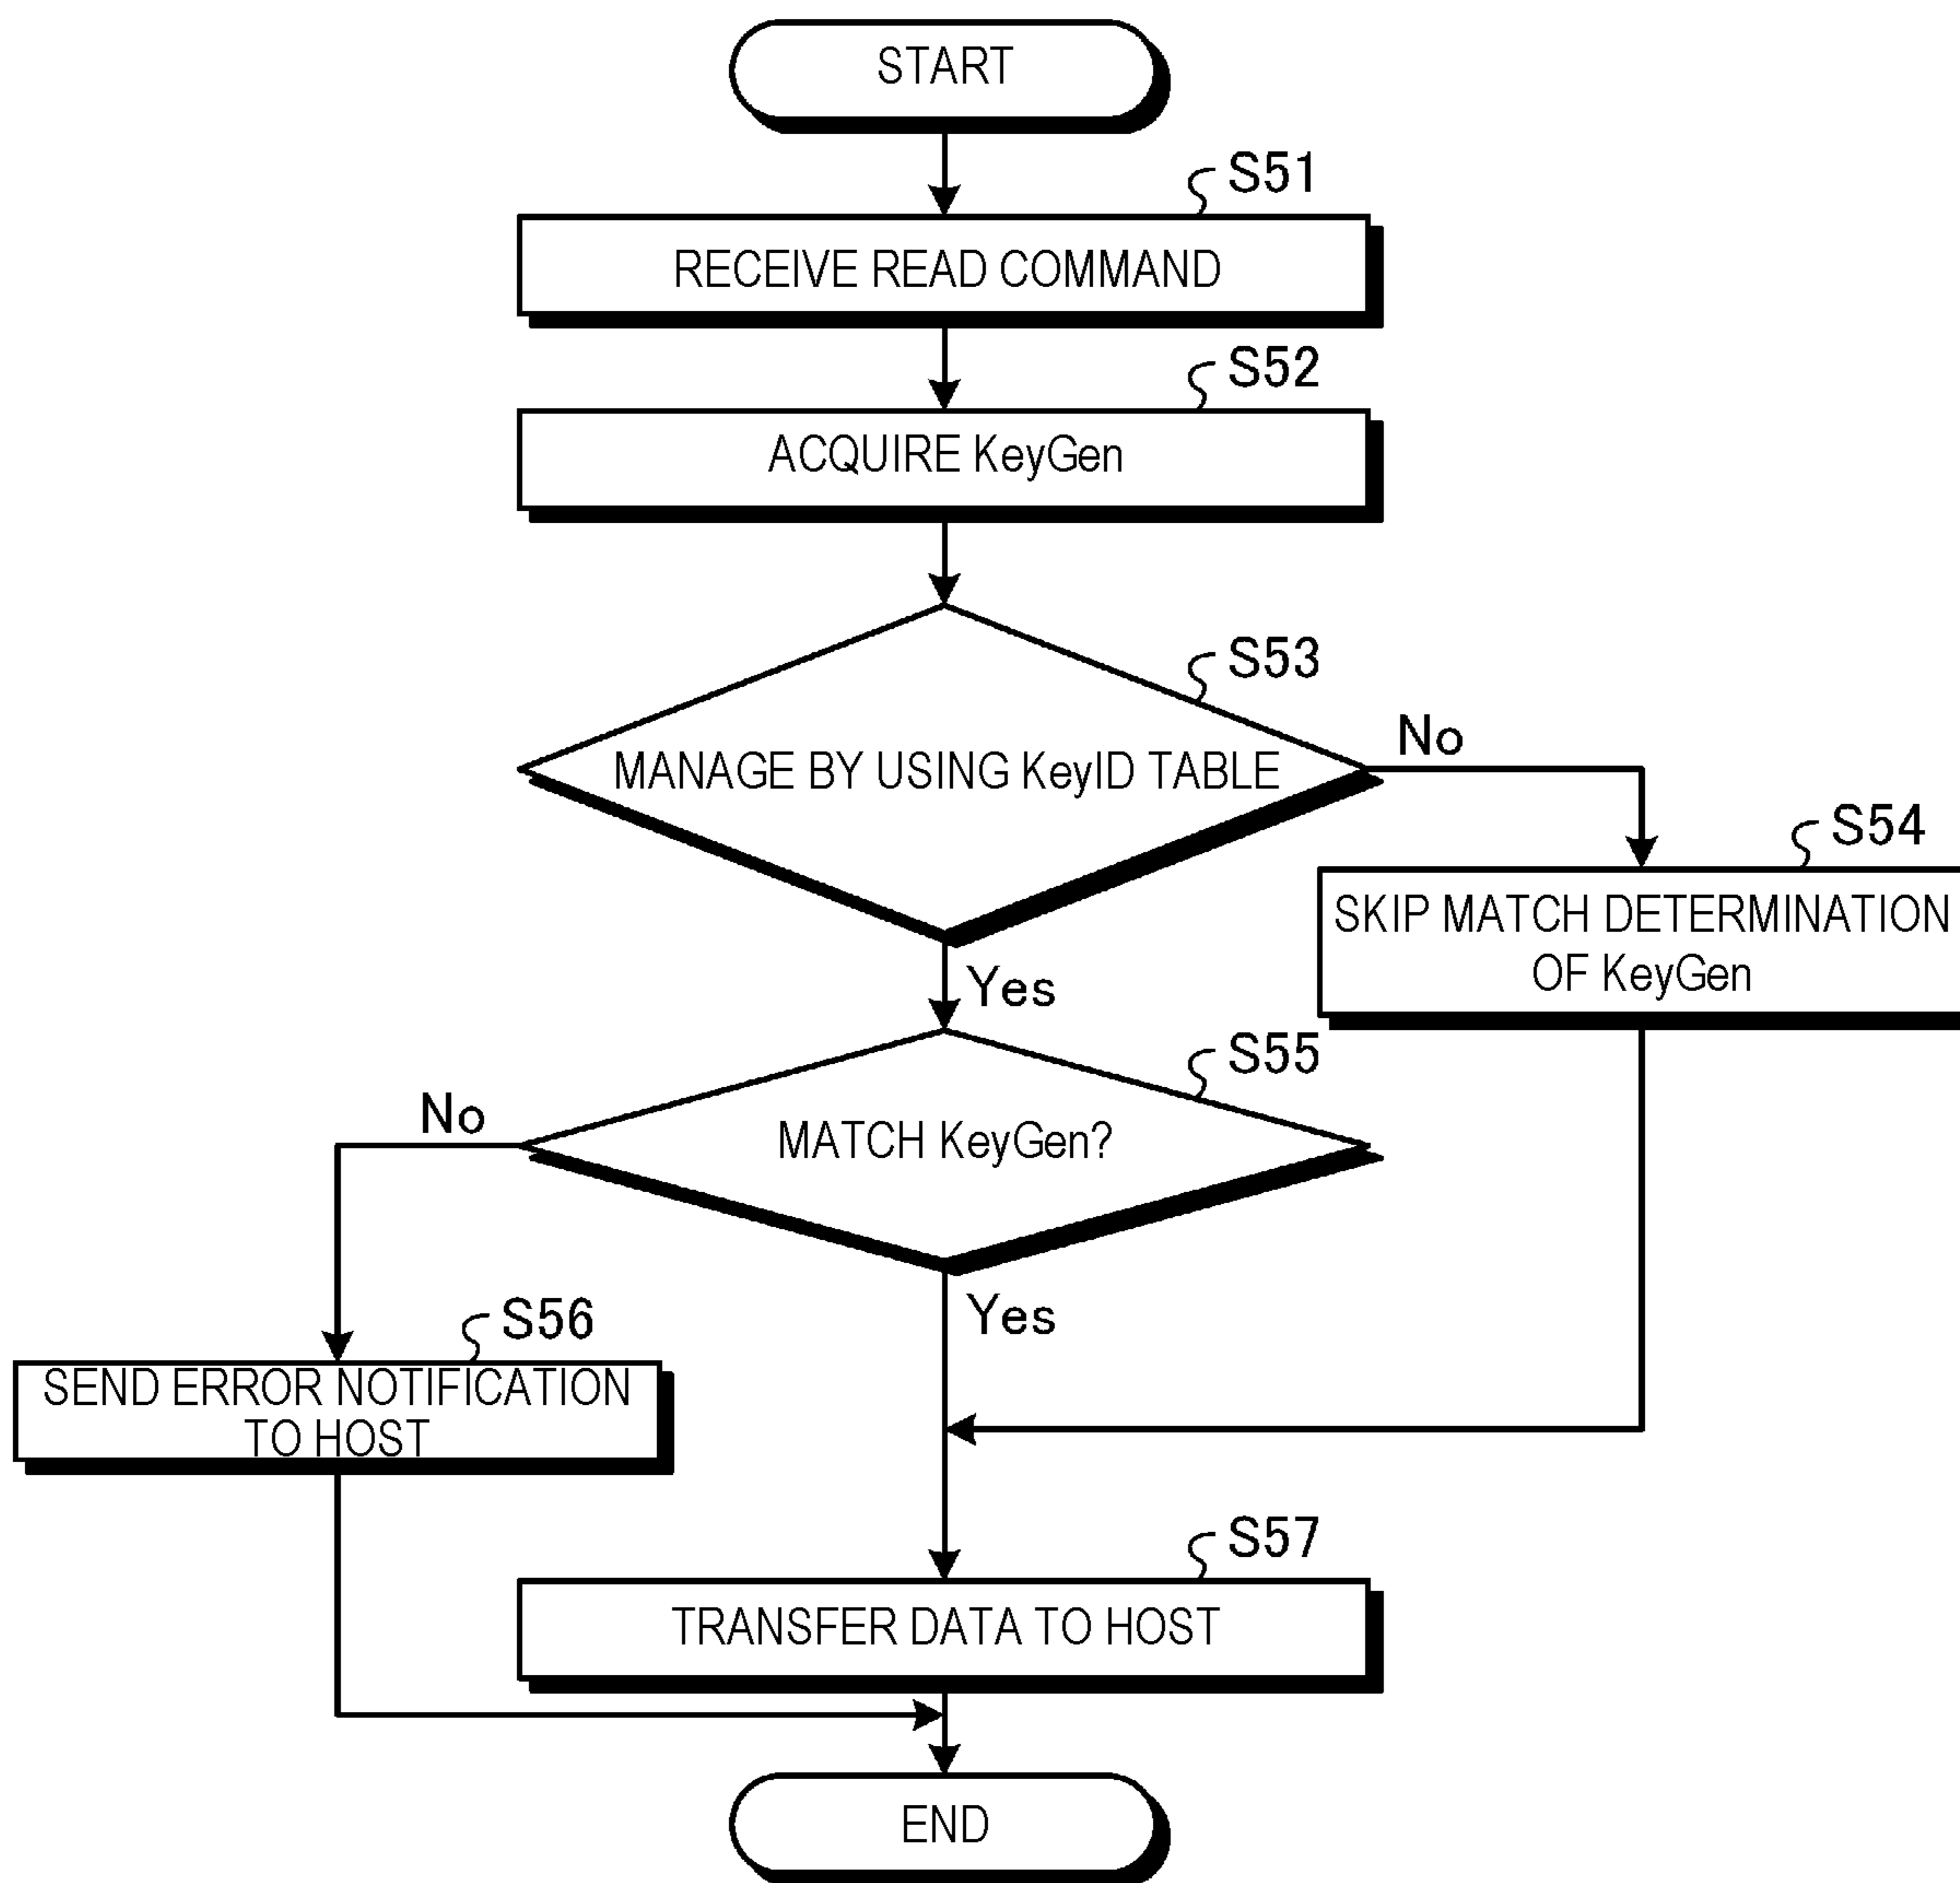 START
S51
RECEIVE READ COMMAND
S52
ACQUIRE KeyGen
S53
MANAGE BY USING KeyID TABLE
No
S54
SKIP MATCH DETERMINATION
OF KeyGen
Yes
S55
MATCH KeyGen?
No
Yes
S56
SEND ERROR NOTIFICATION
TO HOST
S57
TRANSFER DATA TO HOST
END